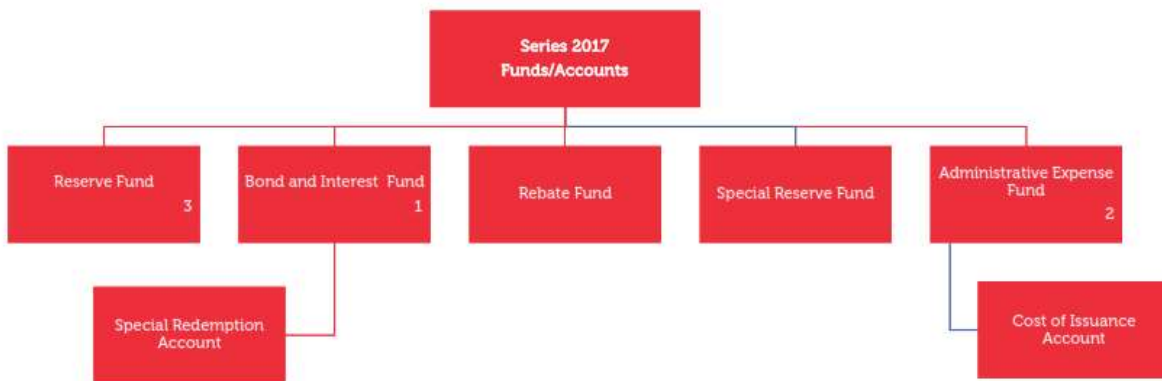 Series 2017
Funds/Accounts
Reserve Fund
3
Bond and Interest Fund
1
Rebate Fund
Special Reserve Fund
Administrative Expense
Fund
2
Special Redemption
Account
Cost of Issuance
Account